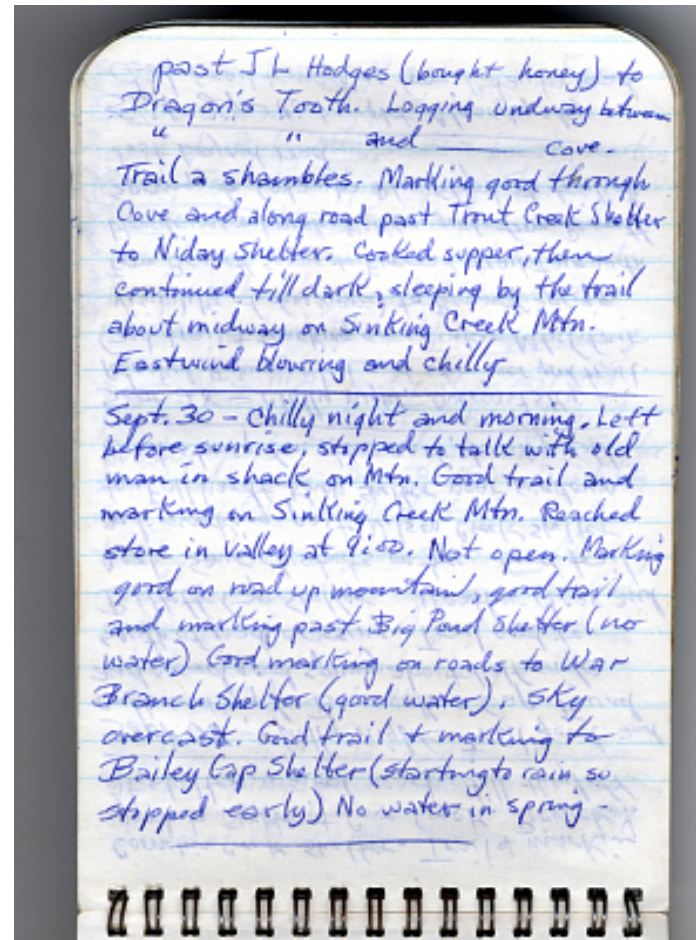 past J L Hodges (bought honey) to
Dragon's Tooth. Logging undway between
" " and ______ cove.
Trail a shambles. Marking good through
Cove and along road past Trout Creek Shelter
to Niday Shelter. Cooked supper, then
continued till dark, sleeping by the trail
about midway on Sinking Creek Mtn.
Eastwind blowing and chilly
Sept. 30 - Chilly night and morning. Left
before sunrise, stopped to talk with old
man in shack on Mtn. Good trail and
marking on Sinking Creek Mtn. Reached
store in valley at 9:00. Not open. Marking
good on road up mountain, good trail
and marking past Big Pond Shelter (no
water) Good marking on roads to War
Branch Shelter (good water), sky
overcast. Good trail + marking to
Bailey Gap Shelter (starting to rain so
stopped early) No water in spring -